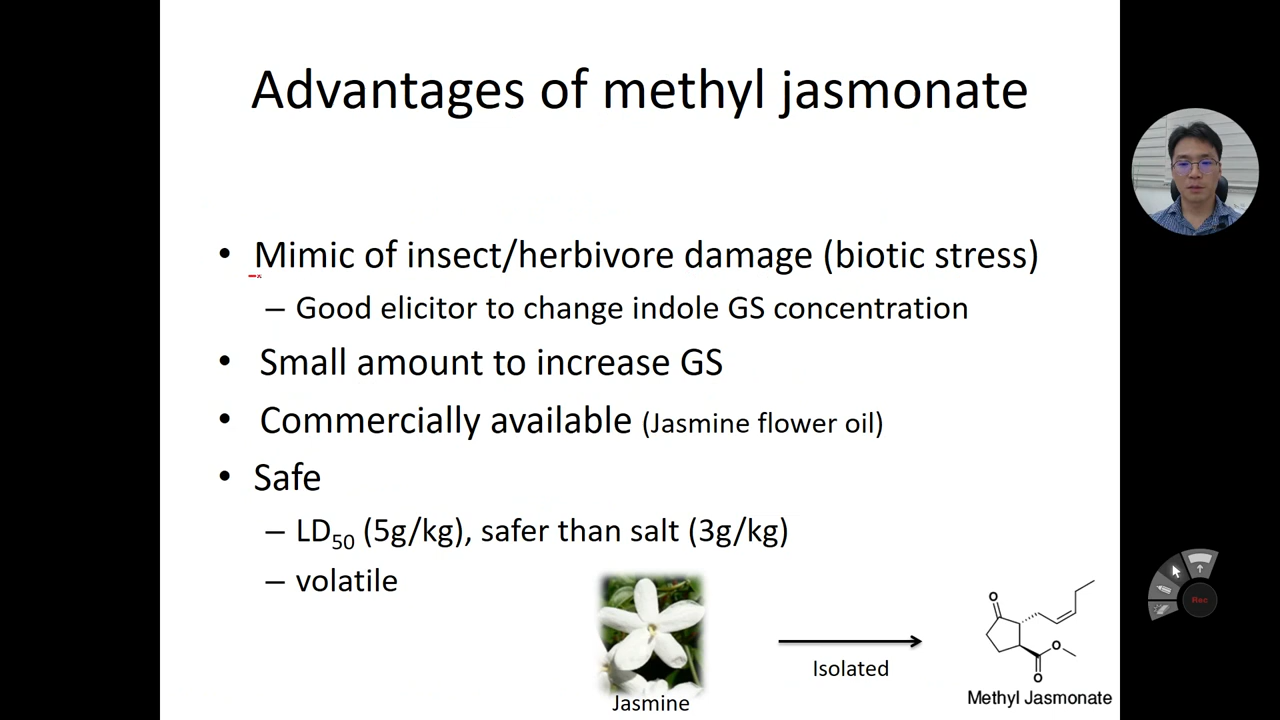 Advantages of methyl jasmonate
• Mimic of insect/herbivore damage (biotic stress)
– Good elicitor to change indole GS concentration
• Small amount to increase GS
• Commercially available (Jasmine flower oil)
• Safe
– LD50 (5g/kg), safer than salt (3g/kg)
– volatile
Jasmine
Isolated
O
O
O
Methyl Jasmonate
Rec